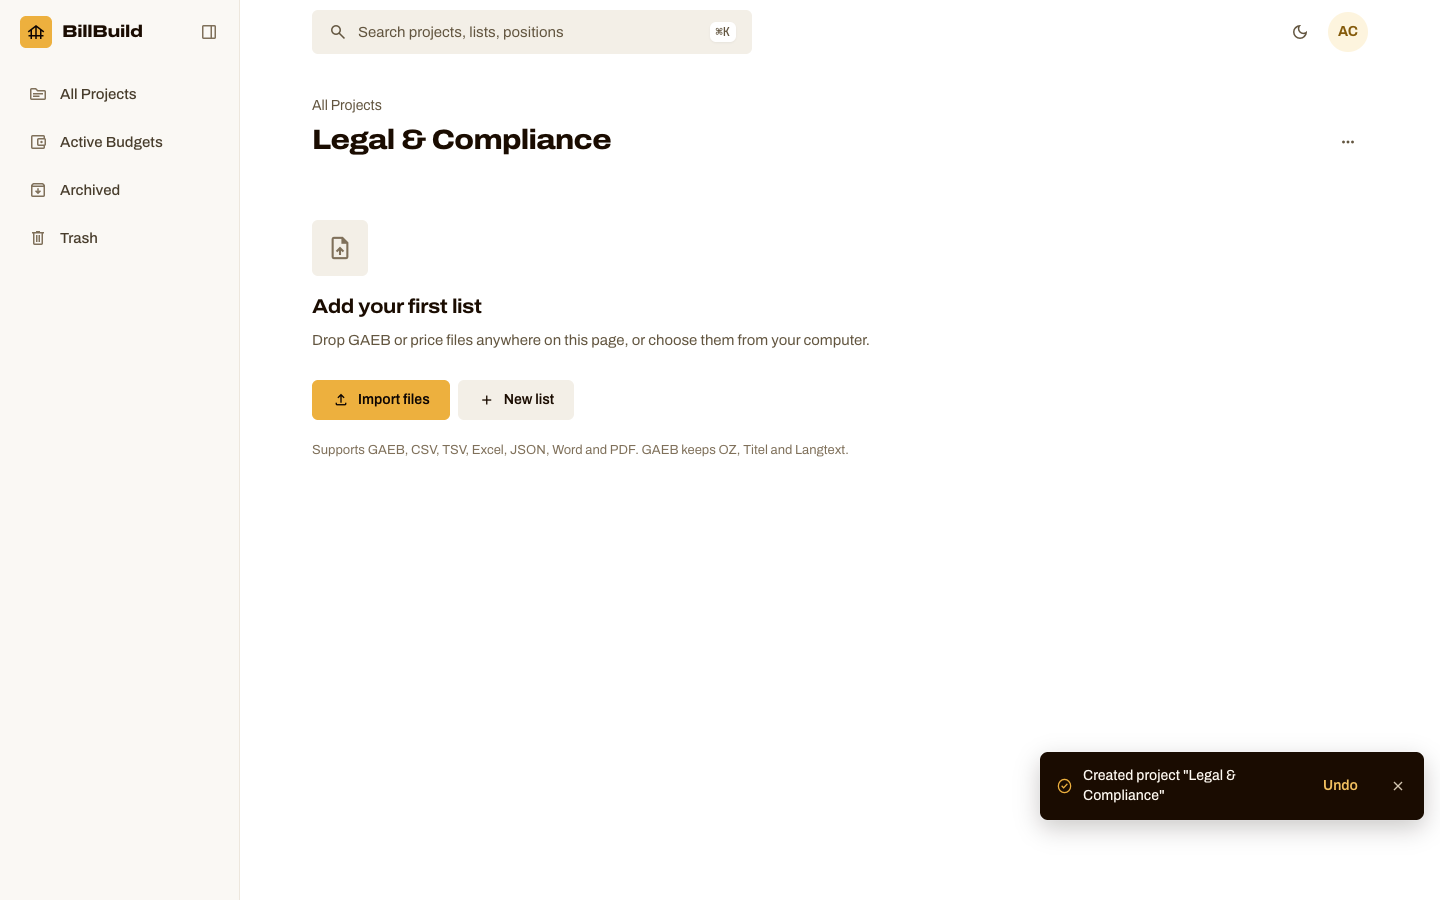 BillBuild
Search projects, lists, positions
⌘K
AC
All Projects
Active Budgets
Archived
Trash
All Projects
Legal & Compliance
Add your first list
Drop GAEB or price files anywhere on this page, or choose them from your computer.
Import files
New list
Supports GAEB, CSV, TSV, Excel, JSON, Word and PDF. GAEB keeps OZ, Titel and Langtext.
Created project "Legal &
Compliance"
Undo